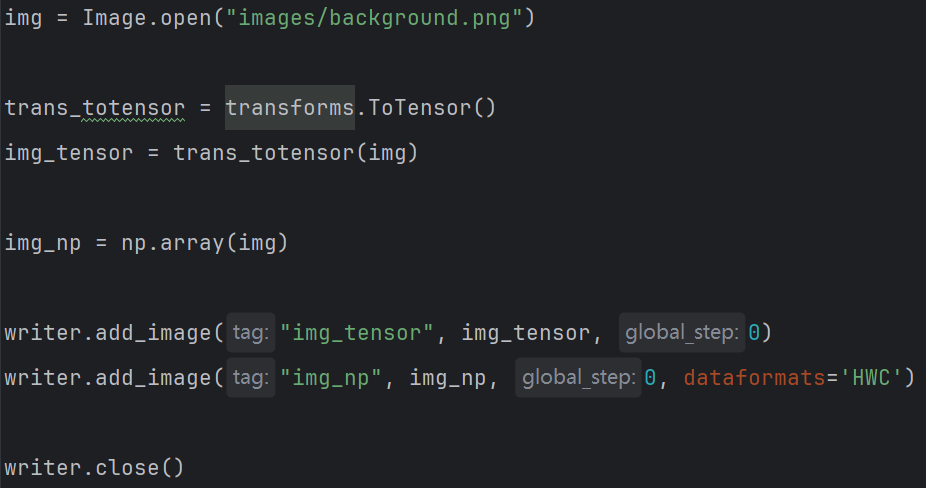 img = Image.open("images/background.png")
trans_totensor = transforms.ToTensor()
img_tensor = trans_totensor(img)
img_np = np.array(img)
writer.add_image( tag: "img_tensor", img_tensor, global_step: 0)
writer.add_image( tag: "img_np", img_np, global_step: 0, dataformats='HWC')
writer.close()